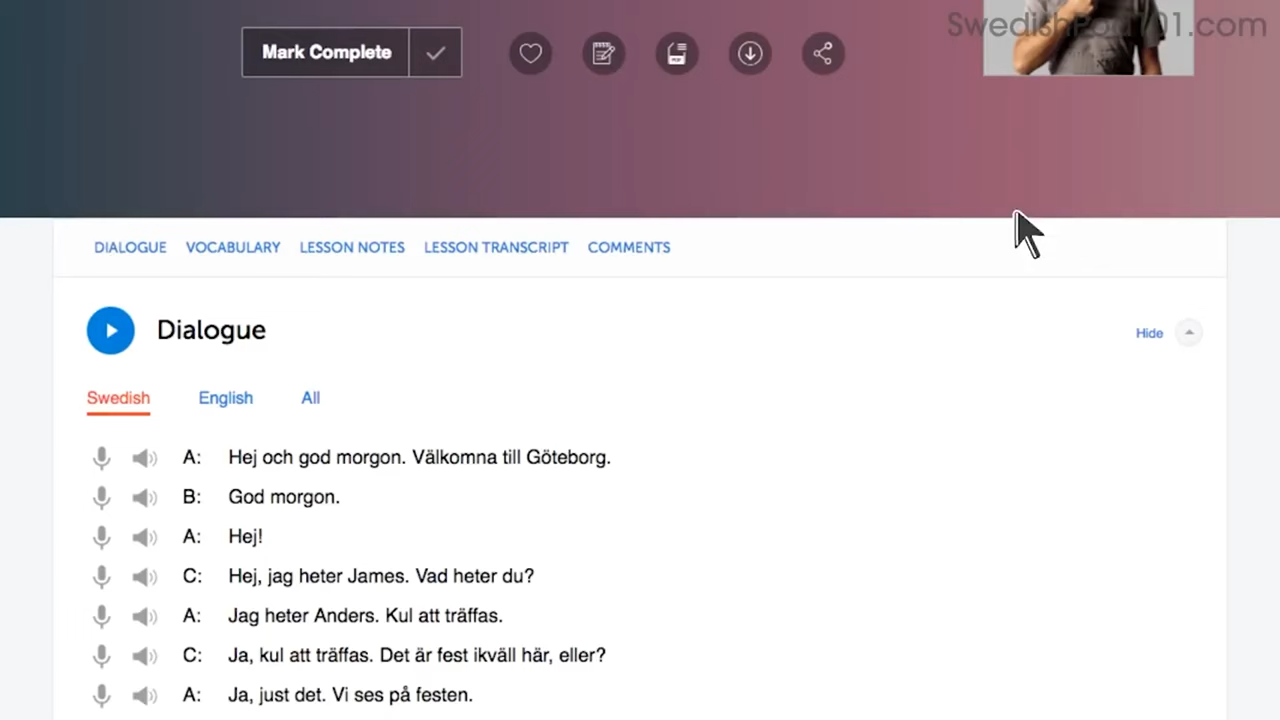 SwedishPod101.com
Mark Complete
DIALOGUE VOCABULARY LESSON NOTES LESSON TRANSCRIPT COMMENTS
Dialogue
Hide
Swedish English All
A: Hej och god morgon. Välkomna till Göteborg.
B: God morgon.
A: Hej!
C: Hej, jag heter James. Vad heter du?
A: Jag heter Anders. Kul att träffas.
C: Ja, kul att träffas. Det är fest ikväll här, eller?
A: Ja, just det. Vi ses på festen.